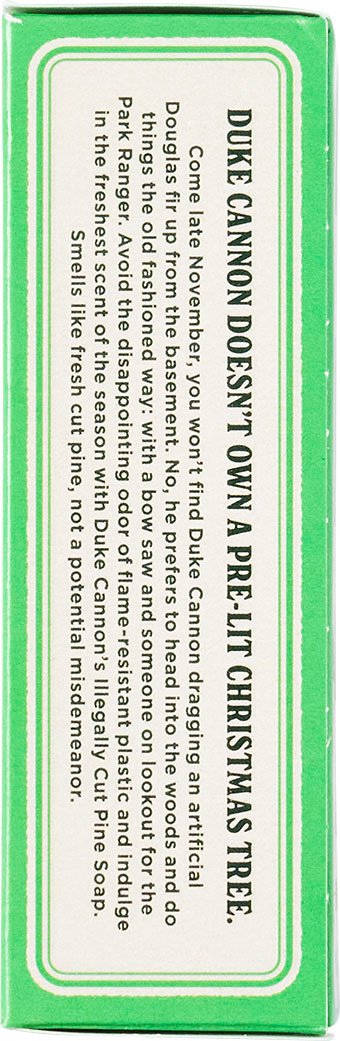 DUKE CANNON DOESN'T OWN A PRE-LIT CHRISTMAS TREE.
Come late November, you won't find Duke Cannon dragging an artificial
Douglas fir up from the basement. No, he prefers to head into the woods and do
things the old fashioned way: with a bow saw and someone on lookout for the
Park Ranger. Avoid the disappointing odor of flame-resistant plastic and indulge
in the freshest scent of the season with Duke Cannon's Illegally Cut Pine Soap.
Smells like fresh cut pine, not a potential misdemeanor.